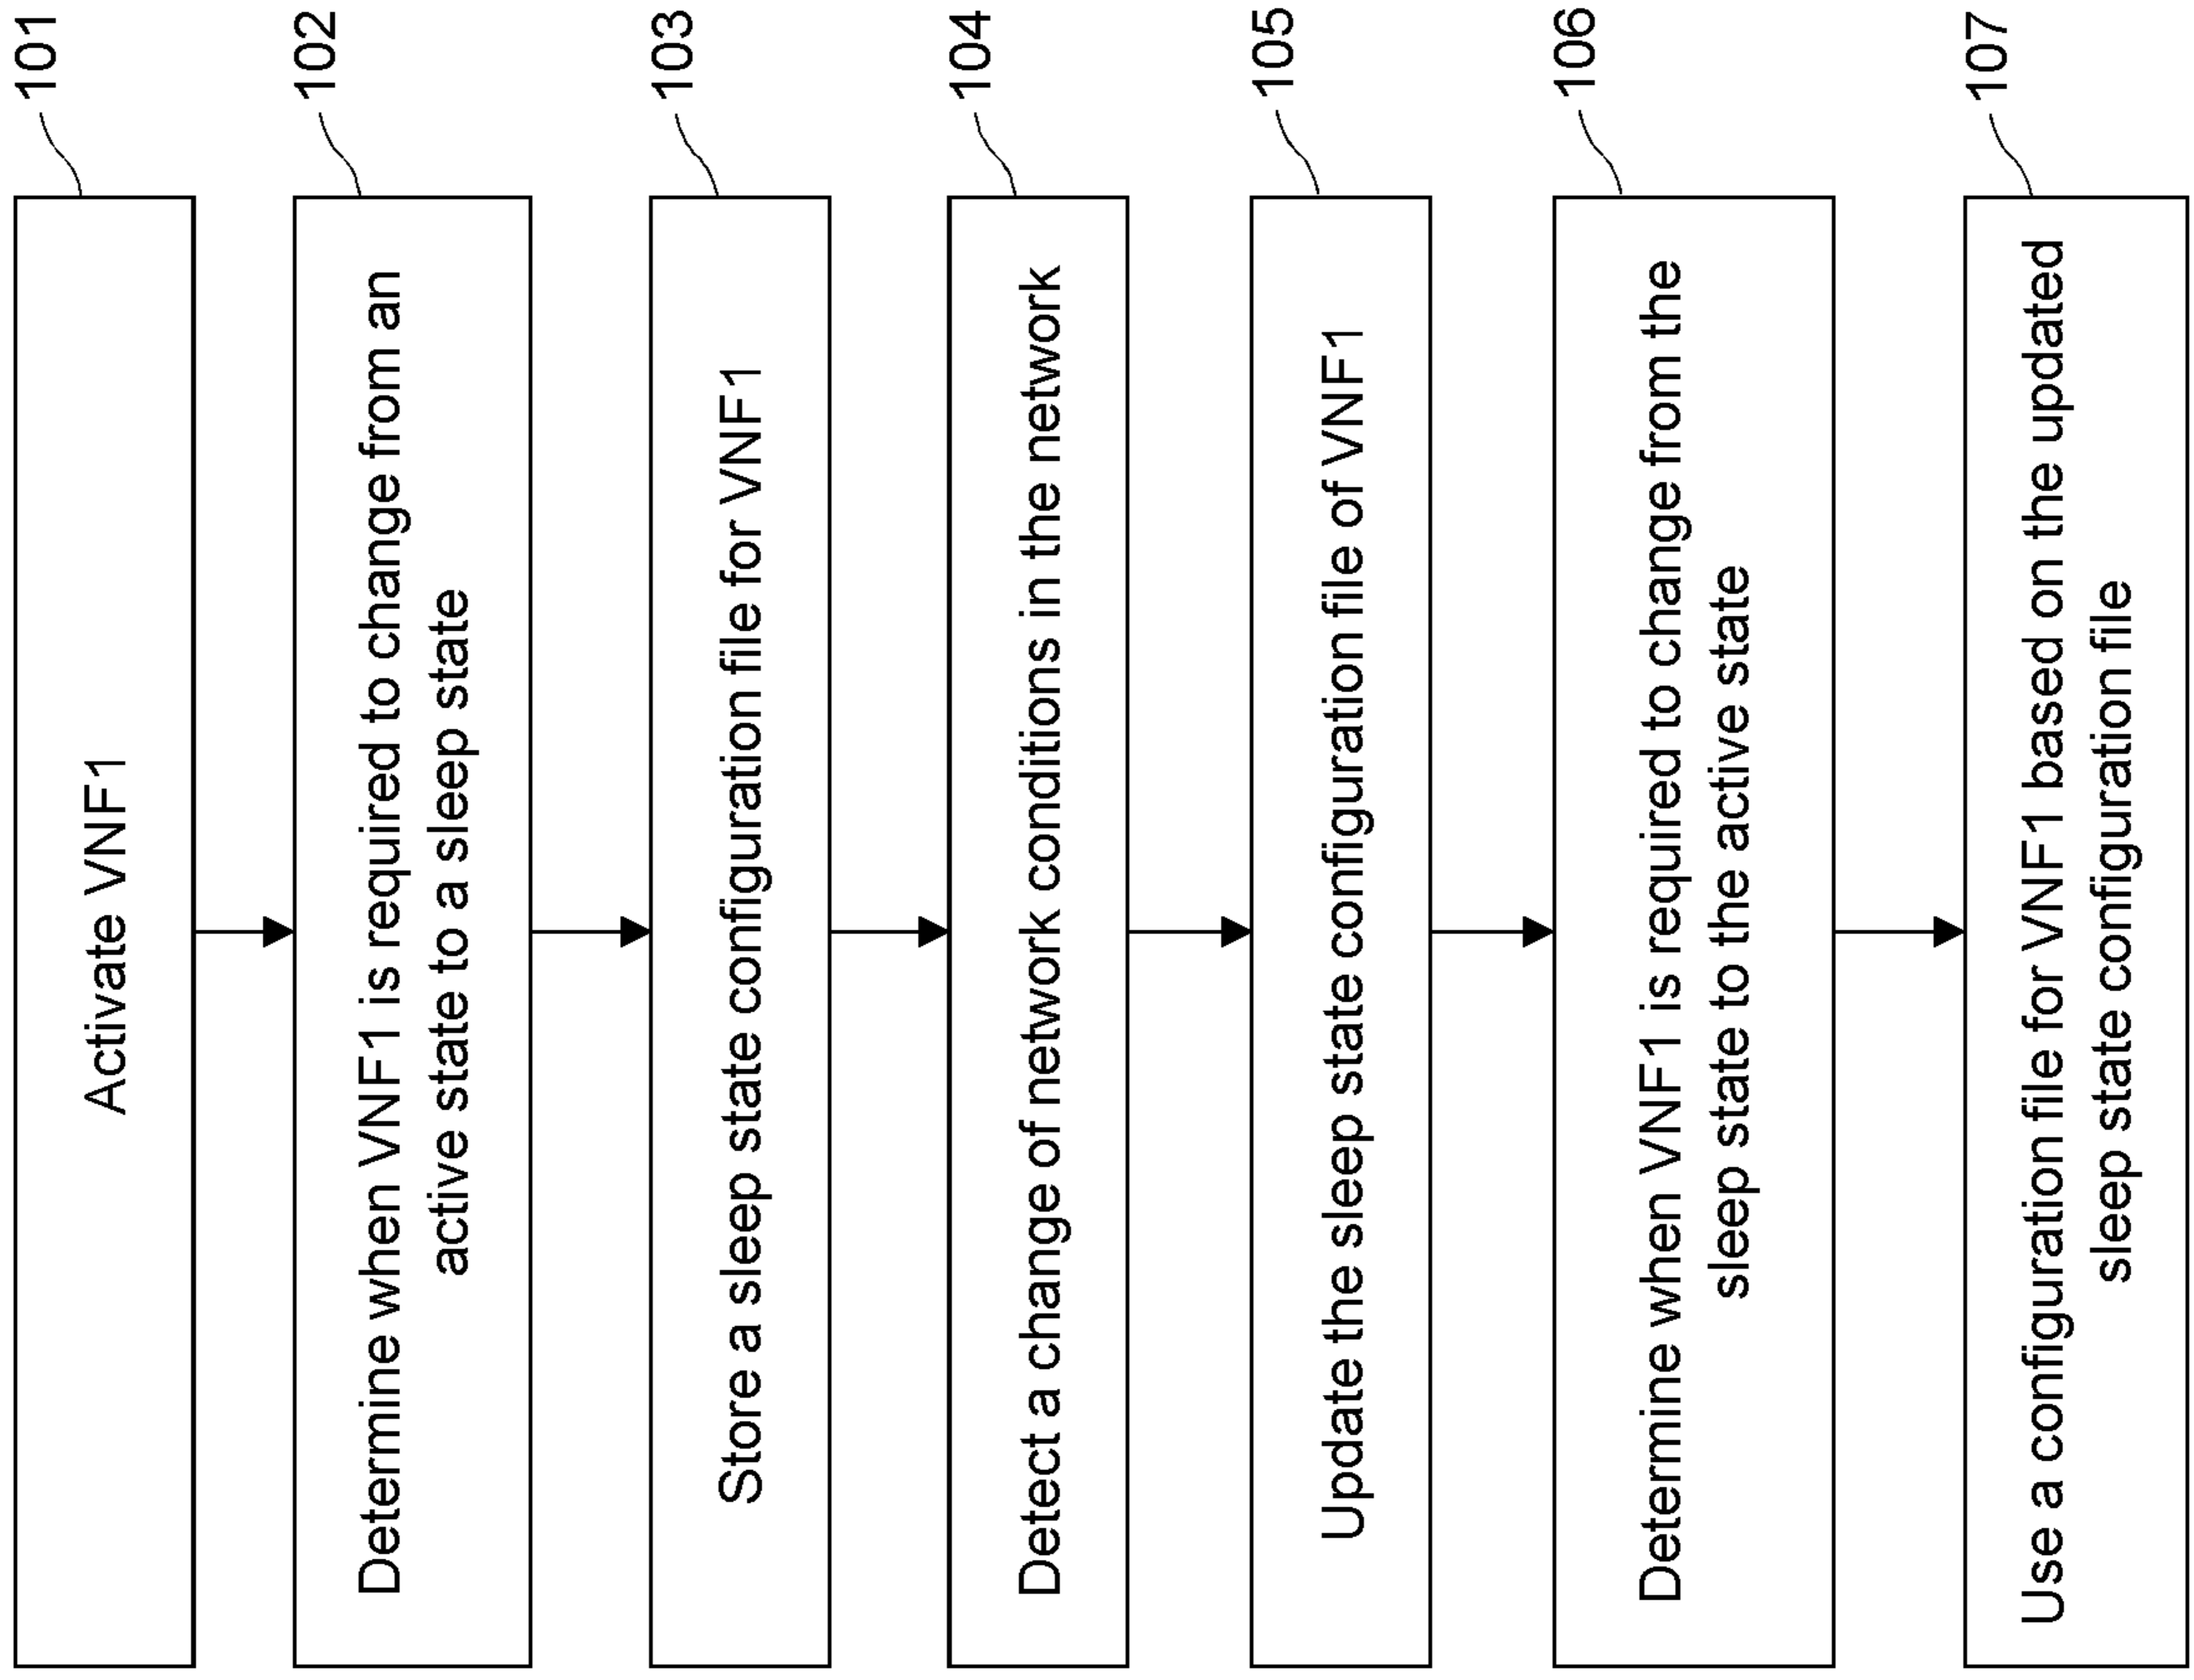 Activate VNF1
101
Determine when VNF1 is required to change from an
active state to a sleep state
102
Store a sleep state configuration file for VNF1
103
Detect a change of network conditions in the network
104
Update the sleep state configuration file of VNF1
105
Determine when VNF1 is required to change from the
sleep state to the active state
106
Use a configuration file for VNF1 based on the updated
sleep state configuration file
107